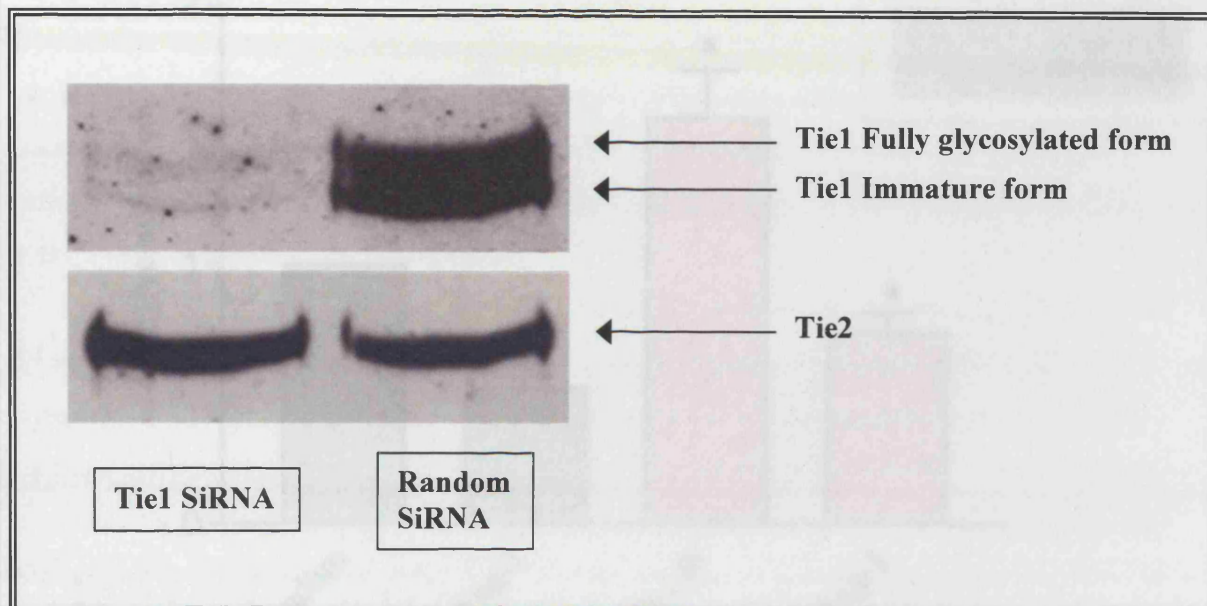 Tie1 Fully glycosylated form
Tie1 Immature form
Tie2
Tie1 SiRNA
Random
SiRNA